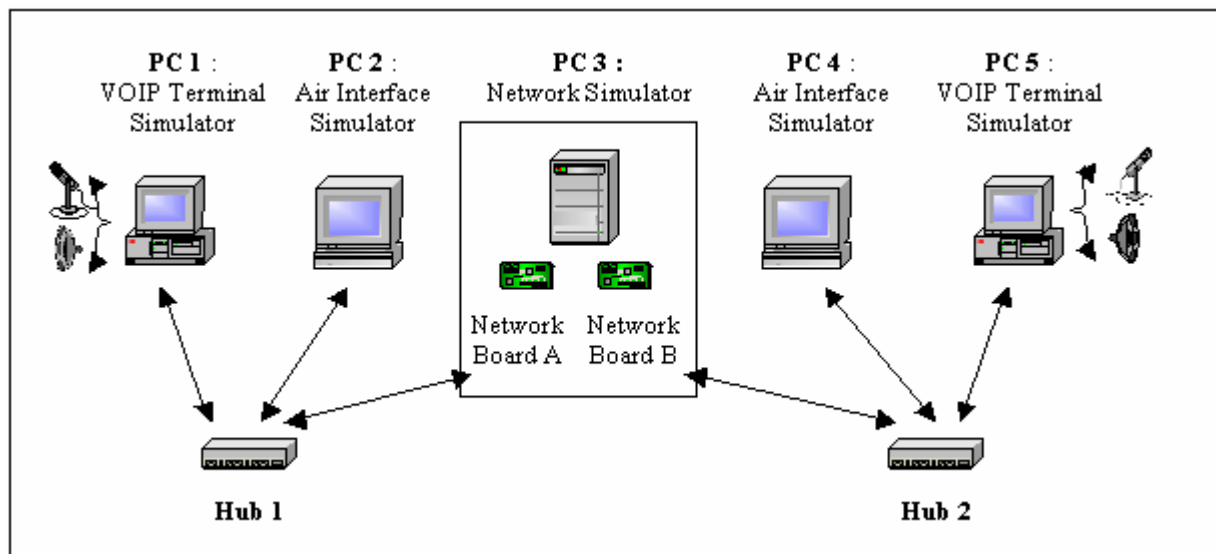 PC 1 :
VOIP Terminal
Simulator
PC 2 :
Air Interface
Simulator
PC 3 :
Network Simulator
PC 4 :
Air Interface
Simulator
PC 5 :
VOIP Terminal
Simulator
Network
Board A
Network
Board B
Hub 1
Hub 2